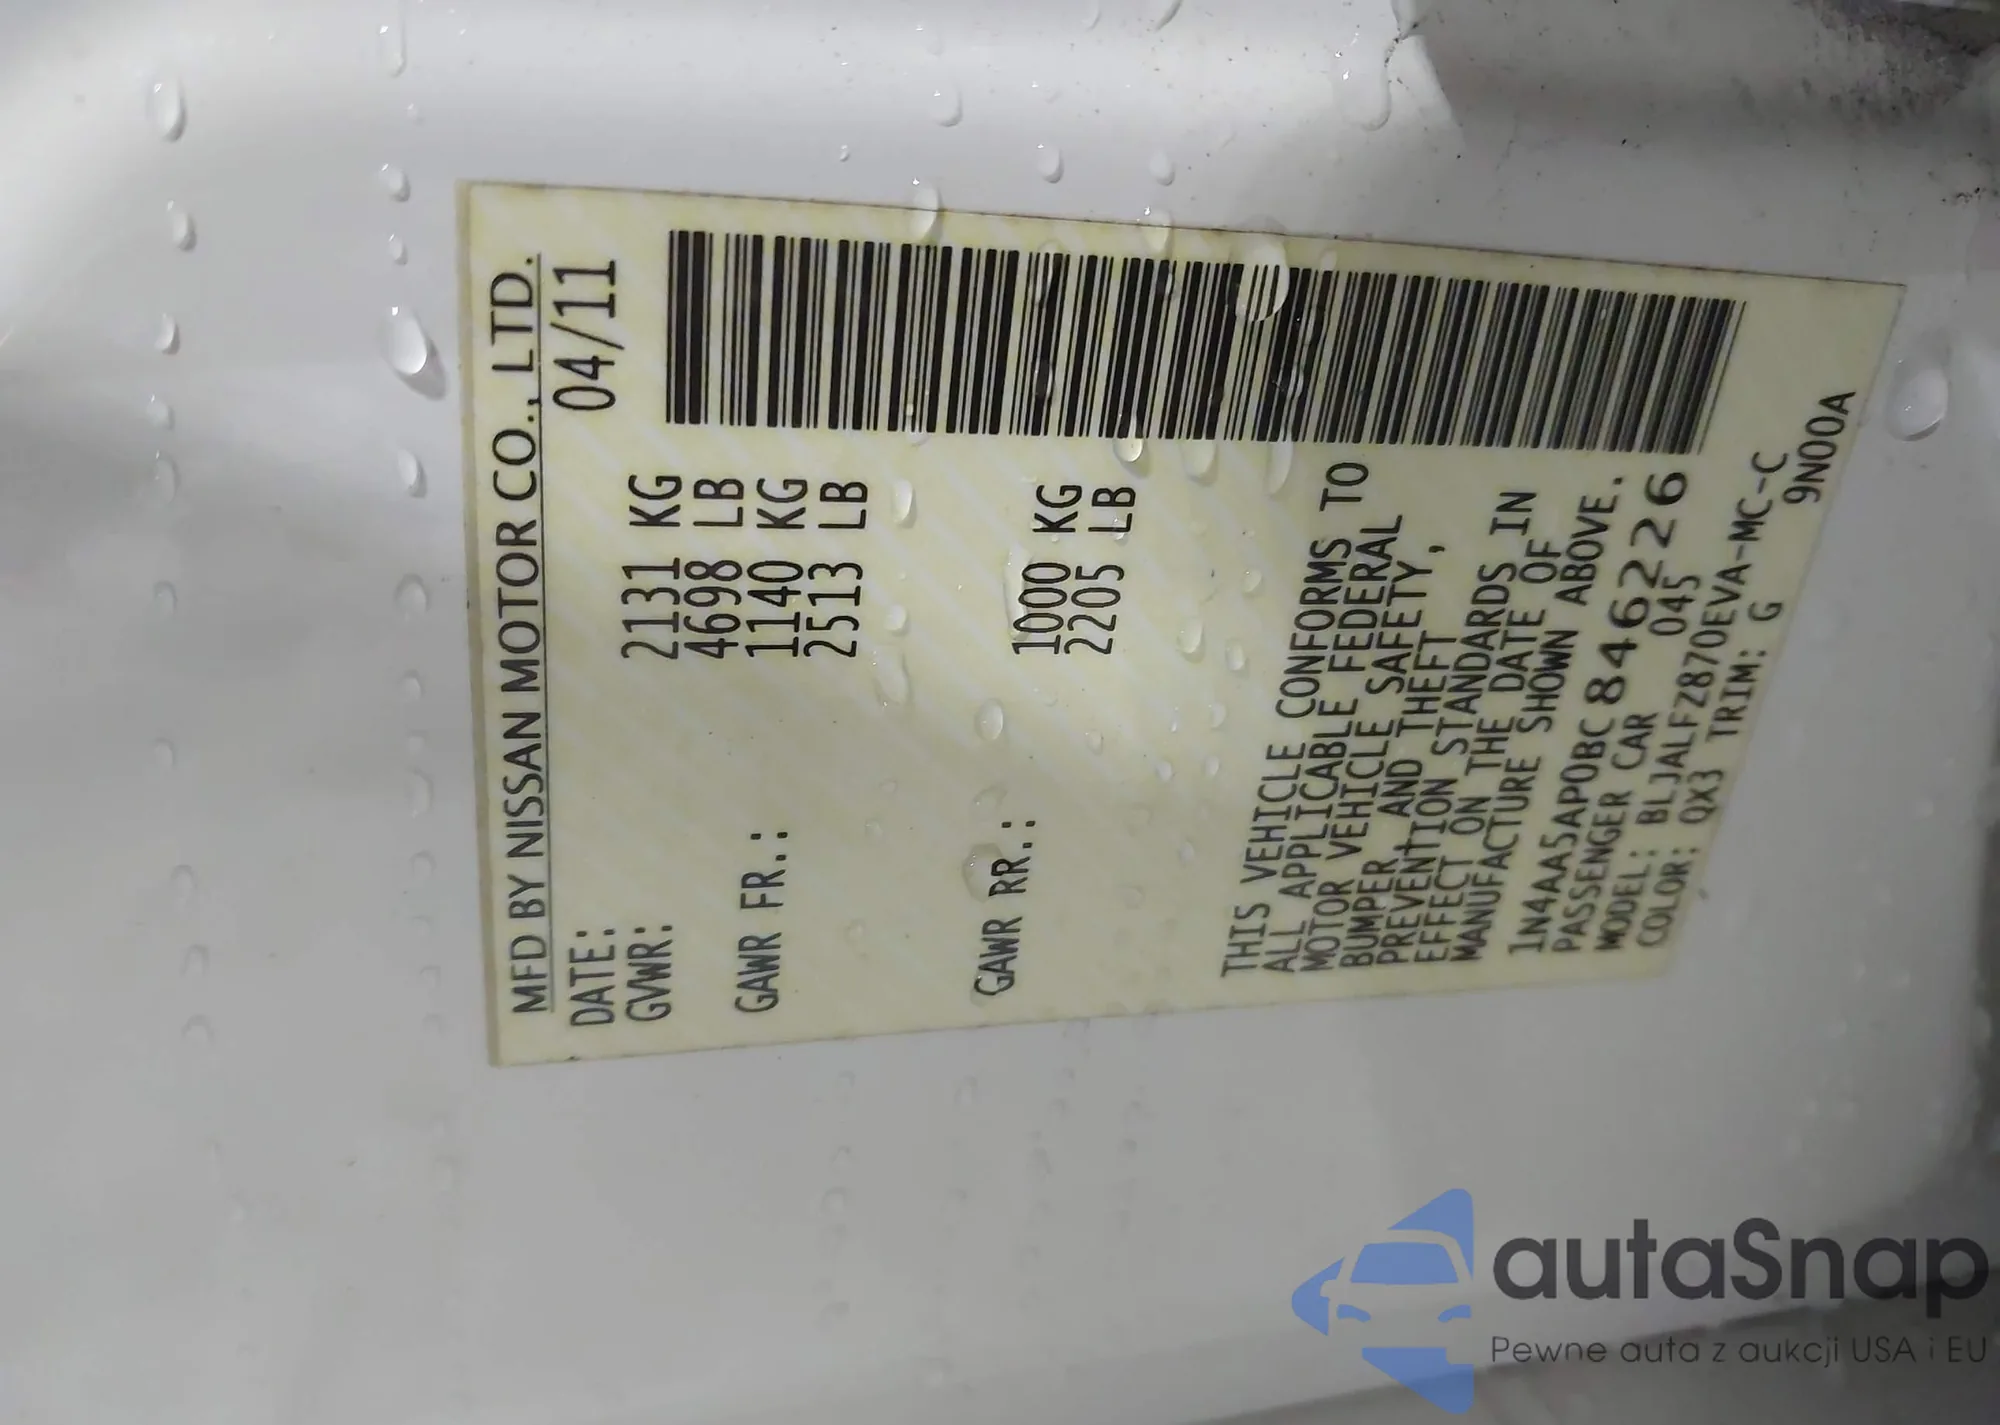 MFD BY NISSAN MOTOR CO., LTD.
DATE: 04/11
GVWR: 2131 KG
4698 LB
GAWR FR.: 1140 KG
2513 LB
GAWR RR.: 1000 KG
2205 LB
THIS VEHICLE CONFORMS TO
ALL APPLICABLE FEDERAL
MOTOR VEHICLE SAFETY,
BUMPER, AND THEFT
PREVENTION STANDARDS IN
EFFECT ON THE DATE OF
MANUFACTURE SHOWN ABOVE.
1N4AA5AP0BC846226
PASSENGER CAR 045
MODEL: BLJALFZ870EVA-MC-C
COLOR: QX3 TRIM: G 9N00A
autaSnap
Pewne auta z aukcji USA i EU